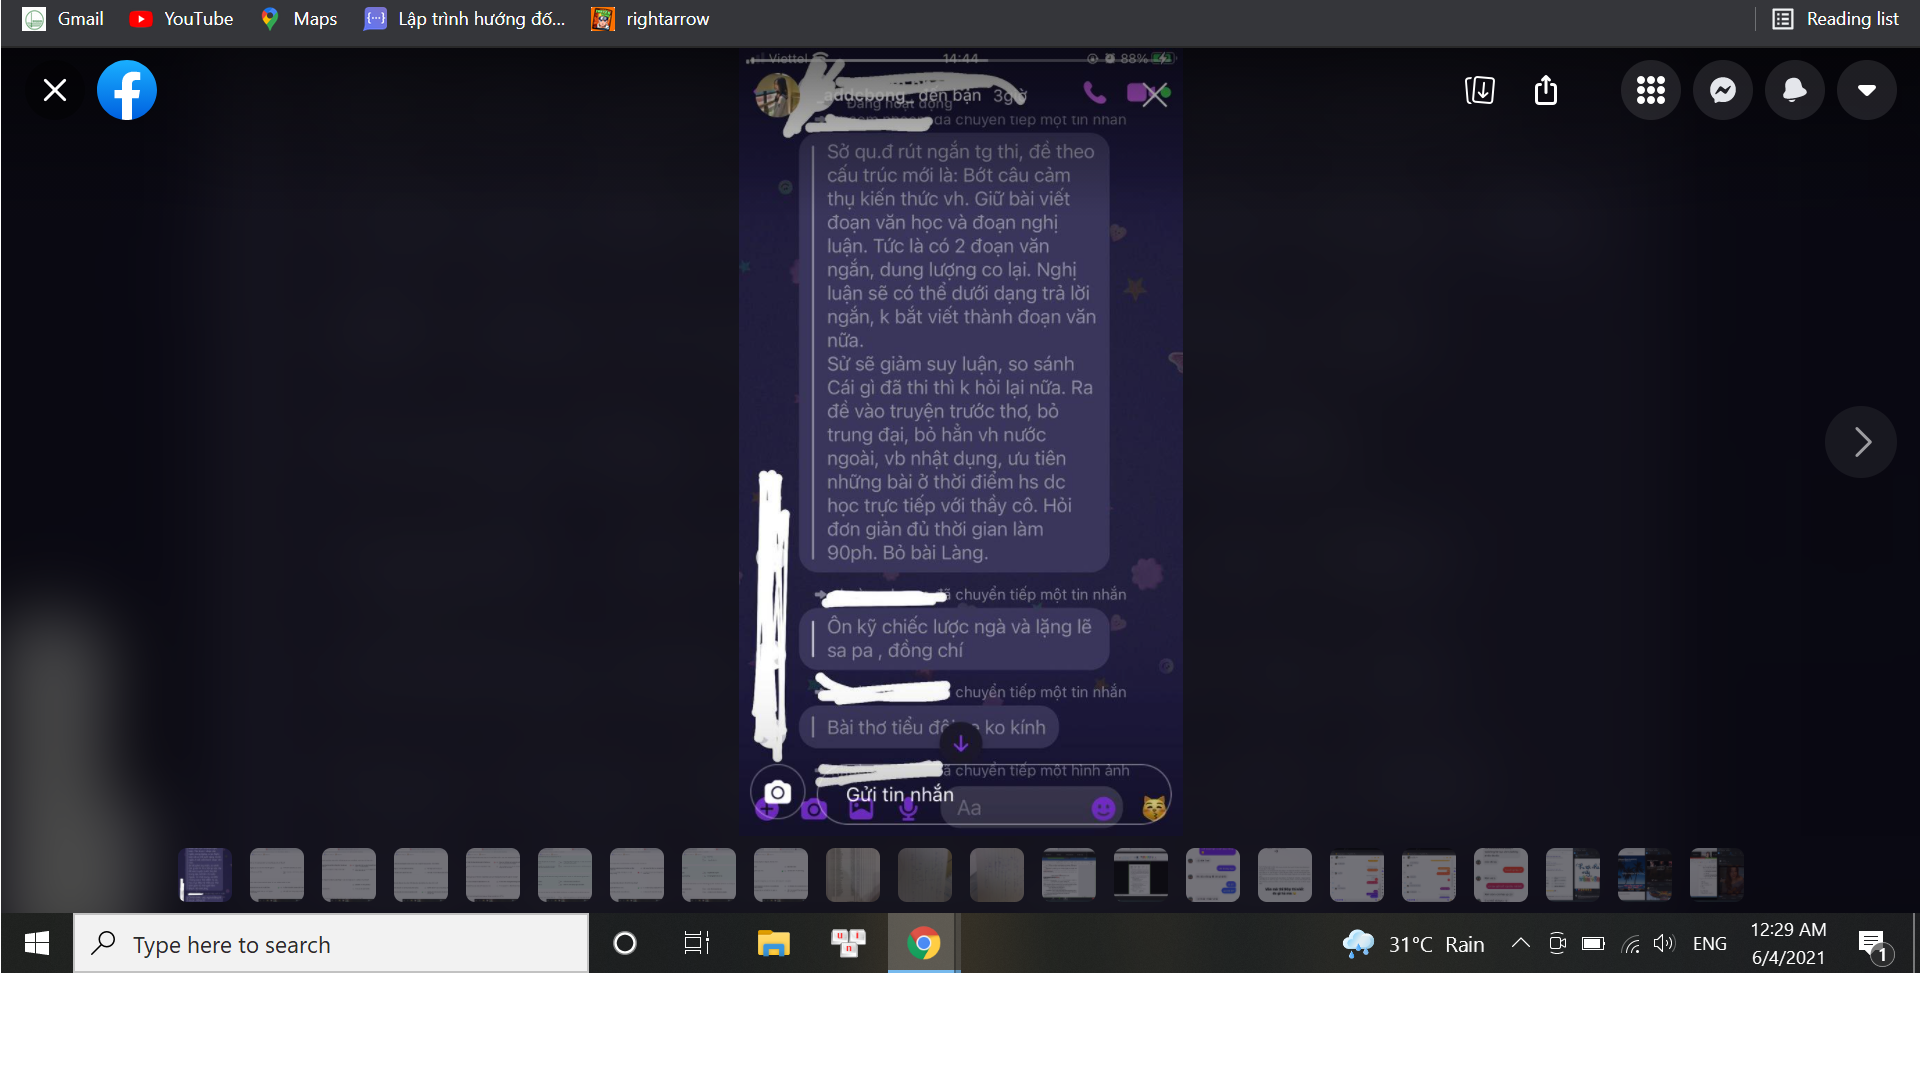 Gmail YouTube Maps Lập trình hướng đố... rightarrow Reading list
Viettel 14:44 88%
_addcbong_ đến bạn 3giờ
Đang hoạt động
đã chuyển tiếp một tin nhắn
Sở qu.đ rút ngắn tg thi, đề theo
cấu trúc mới là: Bớt câu cảm
thụ kiến thức vh. Giữ bài viết
đoạn văn học và đoạn nghị
luận. Tức là có 2 đoạn văn
ngắn, dung lượng co lại. Nghị
luận sẽ có thể dưới dạng trả lời
ngắn, k bắt viết thành đoạn văn
nữa.
Sử sẽ giảm suy luận, so sánh
Cái gì đã thi thì k hỏi lại nữa. Ra
đề vào truyện trước thơ, bỏ
trung đại, bỏ hẳn vh nước
ngoài, vb nhật dụng, ưu tiên
những bài ở thời điểm hs dc
học trực tiếp với thầy cô. Hỏi
đơn giản đủ thời gian làm
90ph. Bỏ bài Làng.
đã chuyển tiếp một tin nhắn
Ôn kỹ chiếc lược ngà và lặng lẽ
sa pa , đồng chí
chuyển tiếp một tin nhắn
Bài thơ tiểu ko kính
chuyển tiếp một hình ảnh
Gửi tin nhắn
Aa
Type here to search
31°C Rain ENG
12:29 AM
6/4/2021
1